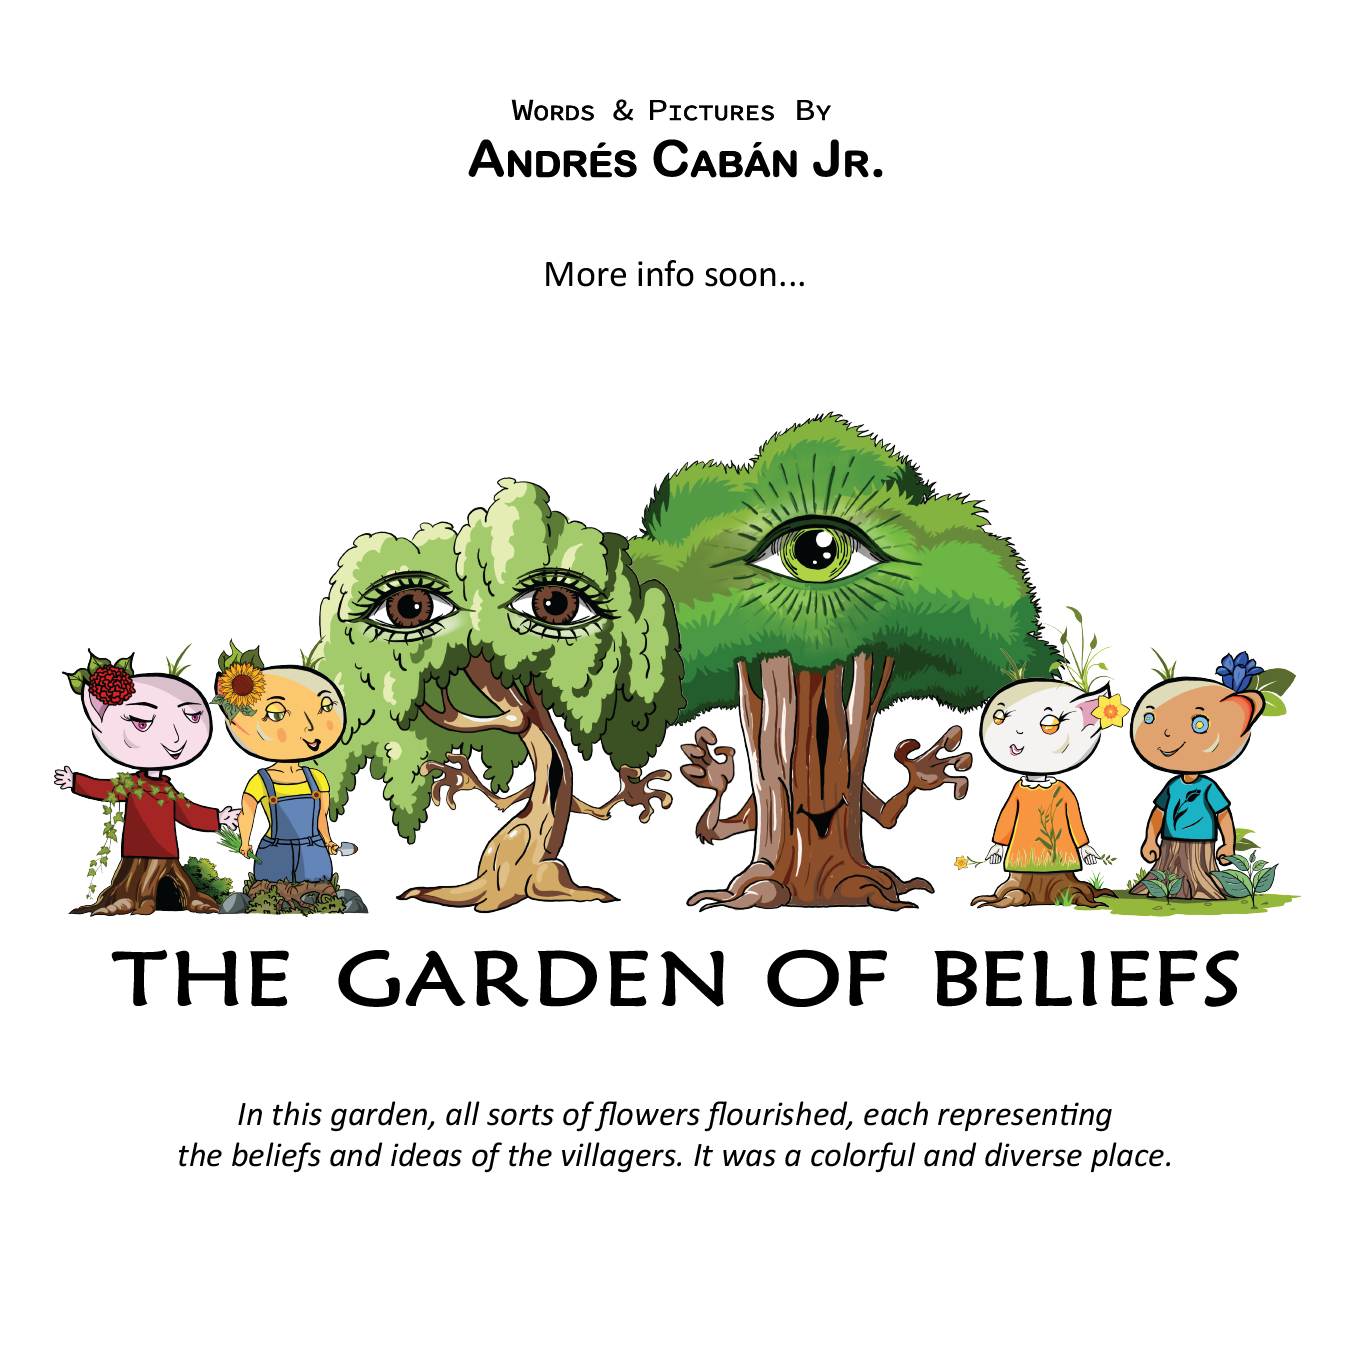 Words & Pictures By
Andrés Cabán Jr.
More info soon...
THE GARDEN OF BELIEFS
In this garden, all sorts of flowers flourished, each representing
the beliefs and ideas of the villagers. It was a colorful and diverse place.